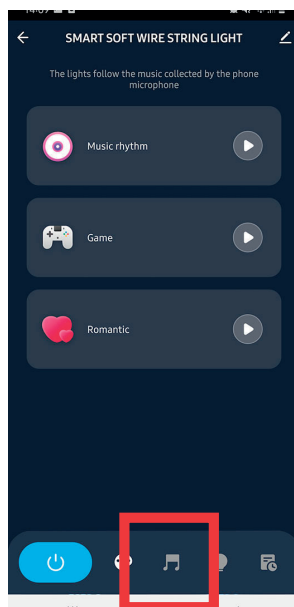 SMART SOFT WIRE STRING LIGHT
The lights follow the music collected by the phone
microphone
Music rhythm
Game
Romantic